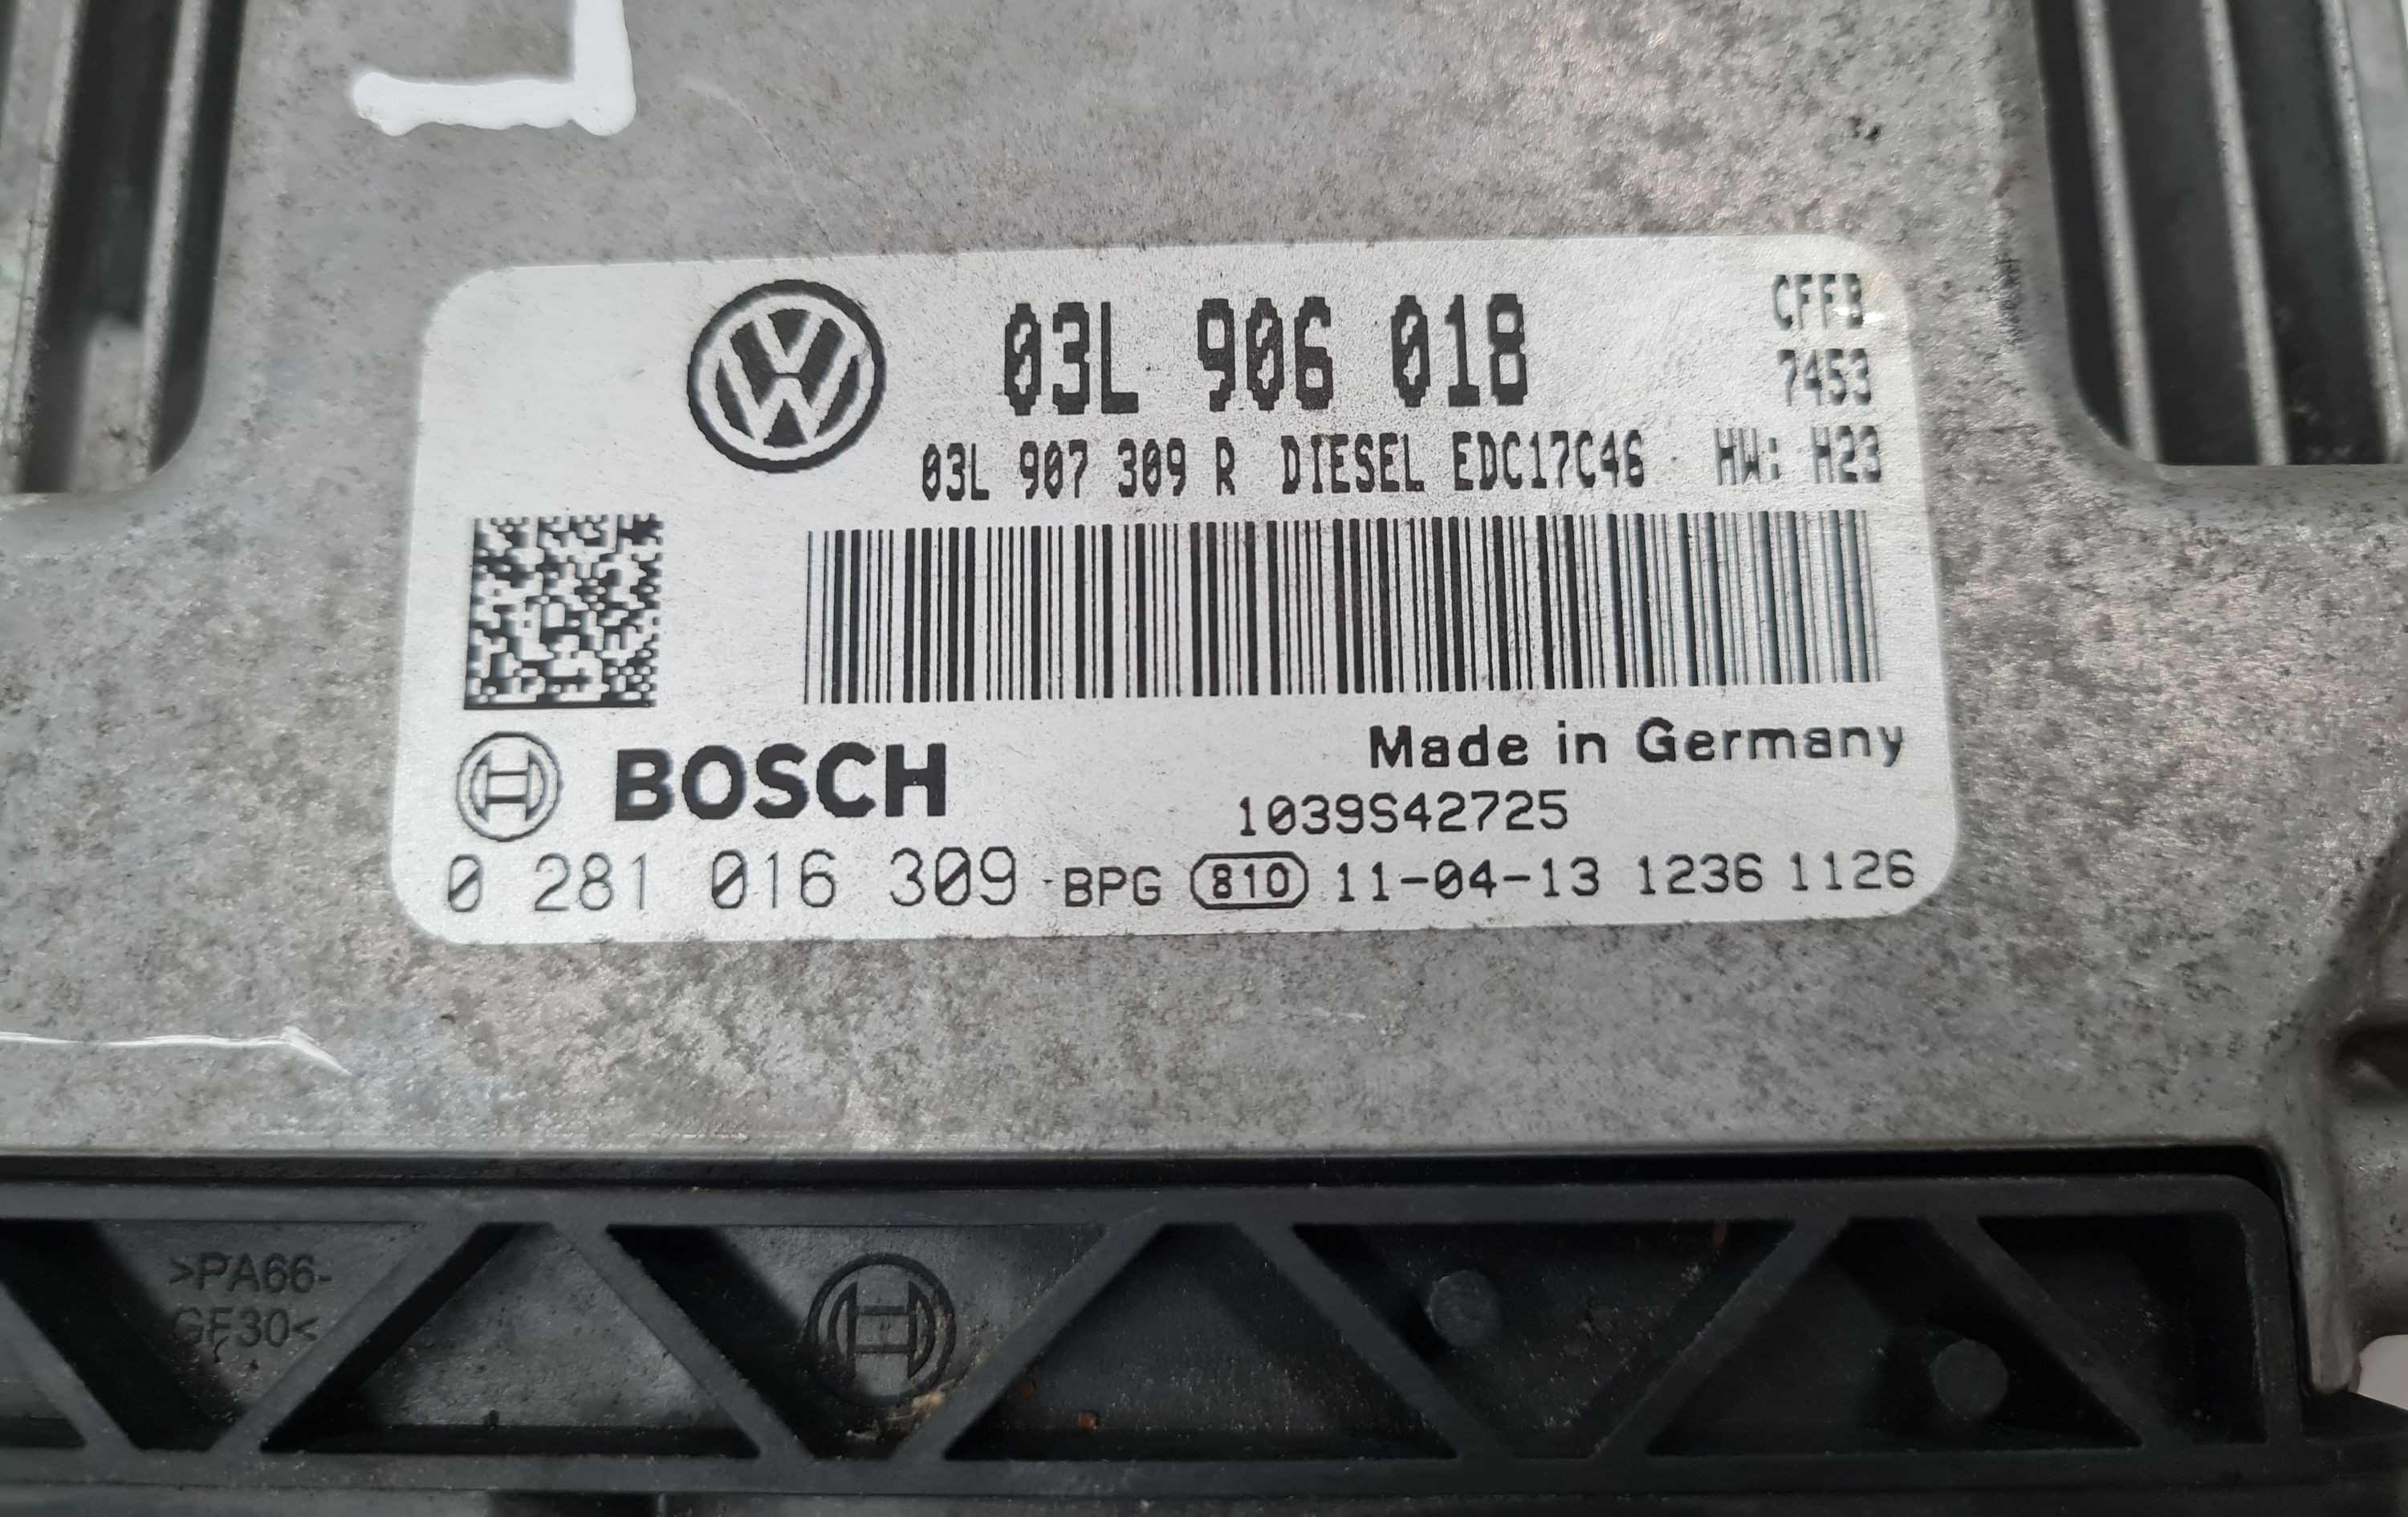 03L 906 018
CFFB
7453
03L 907 309 R DIESEL EDC17C46 HW: H23
BOSCH
Made in Germany
1039S42725
0 281 016 309 BPG 810 11-04-13 1236 1126
>PA66-
GF30<